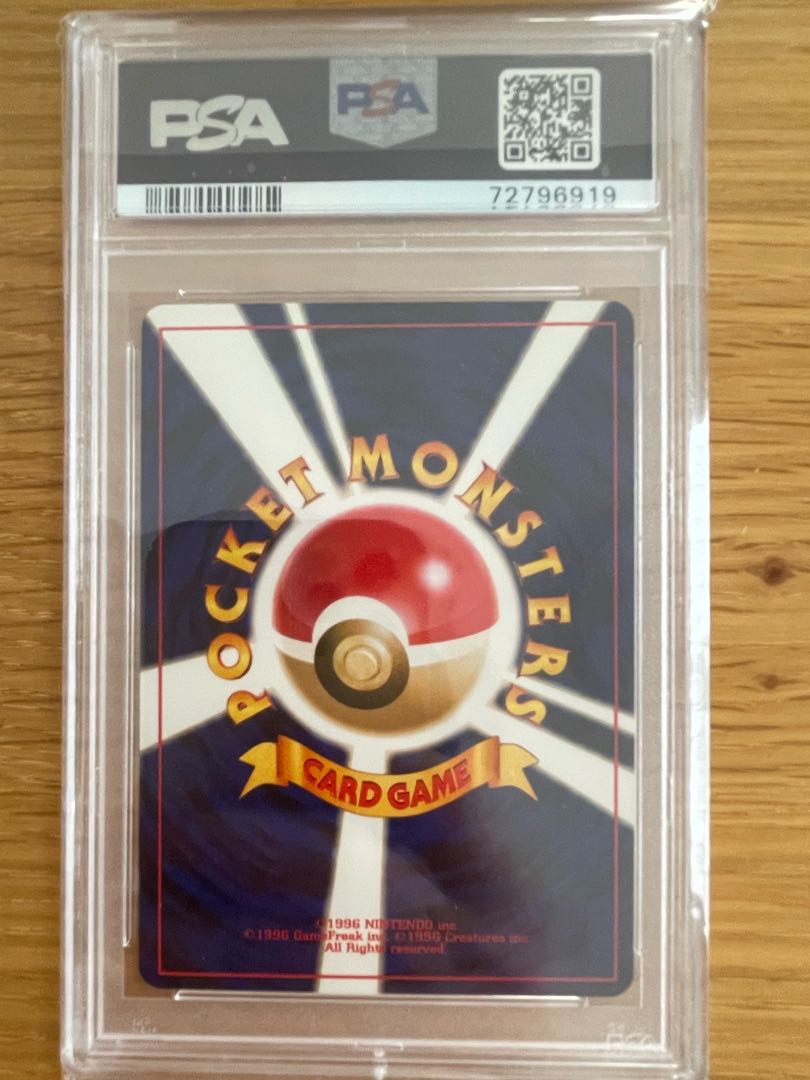 PSA
PSA
72796919
POCKET MONSTERS
CARD GAME
©1996 NINTENDO inc.
©1996 GameFreak inc. ©1996 Creatures inc.
All Rights reserved.